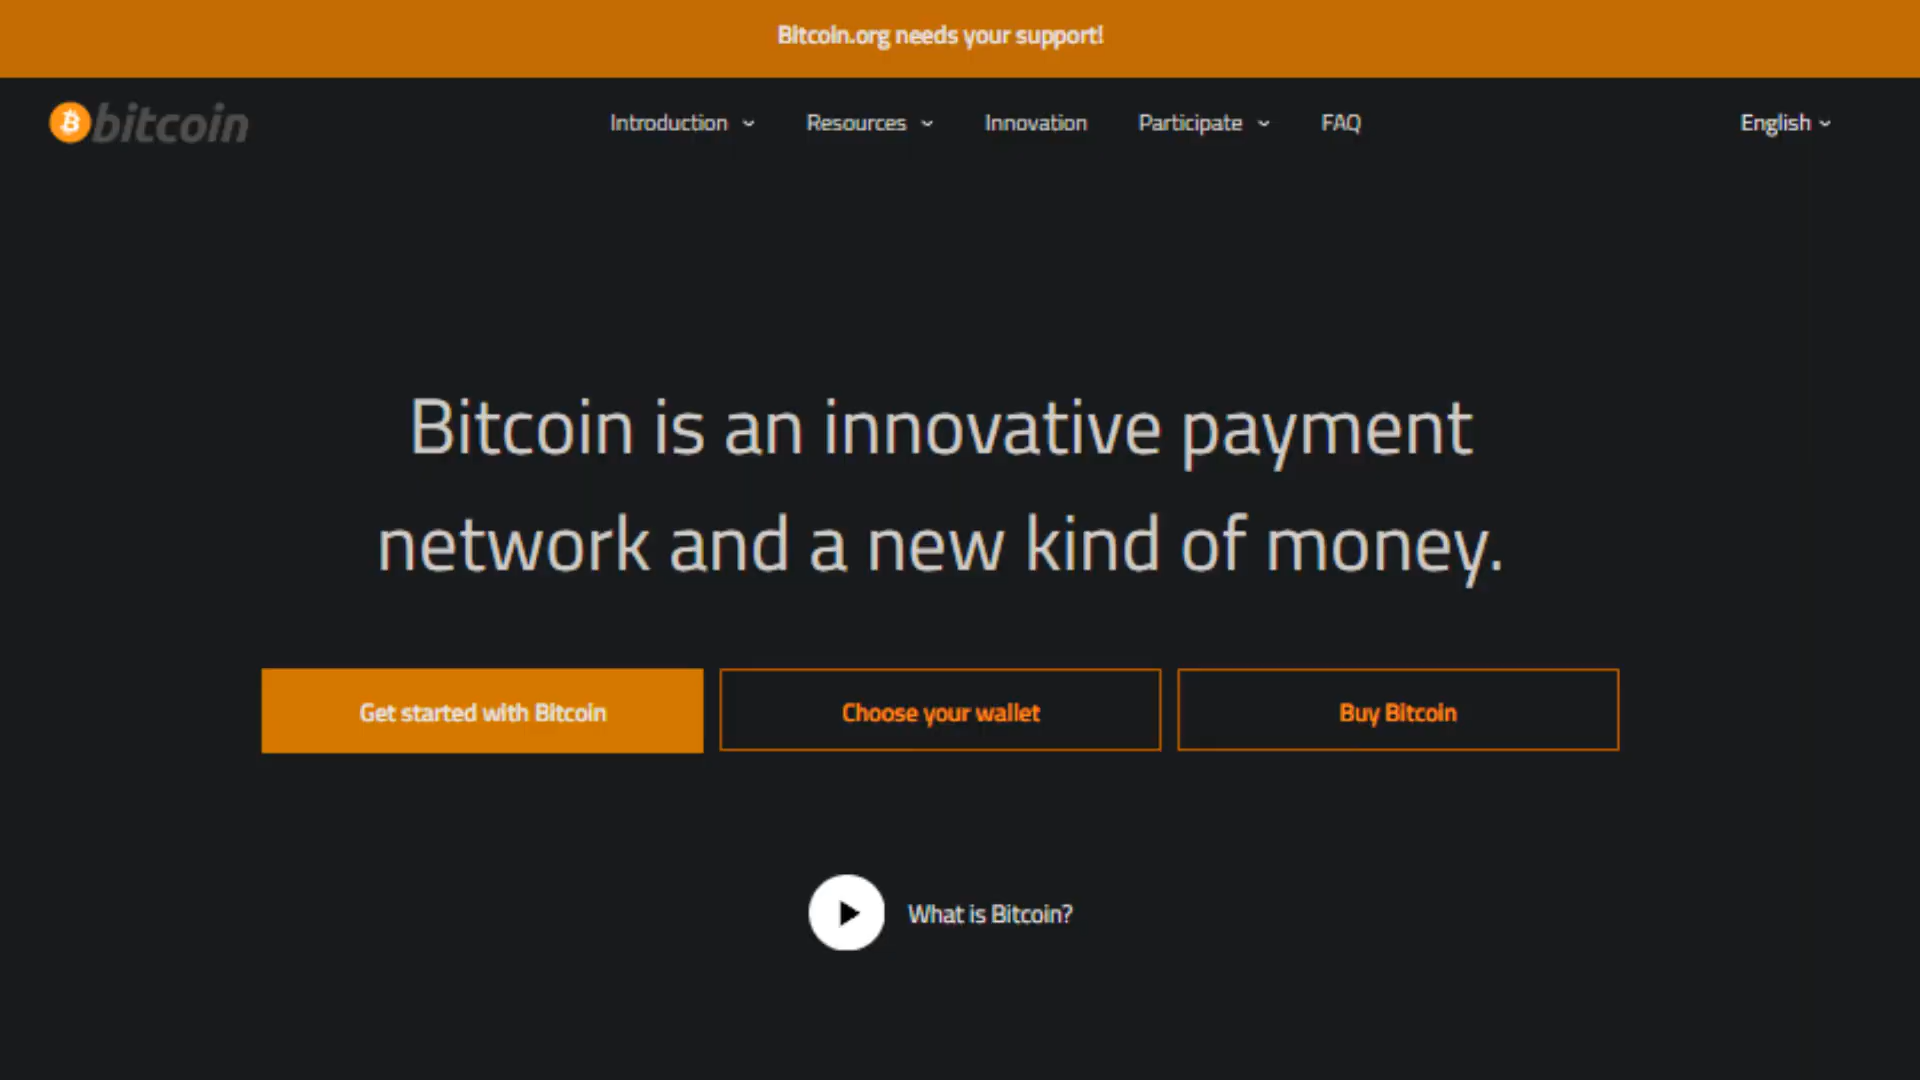 Bitcoin.org needs your support!
bitcoin
Introduction
Resources
Innovation
Participate
FAQ
English
Bitcoin is an innovative payment
network and a new kind of money.
Get started with Bitcoin
Choose your wallet
Buy Bitcoin
What is Bitcoin?